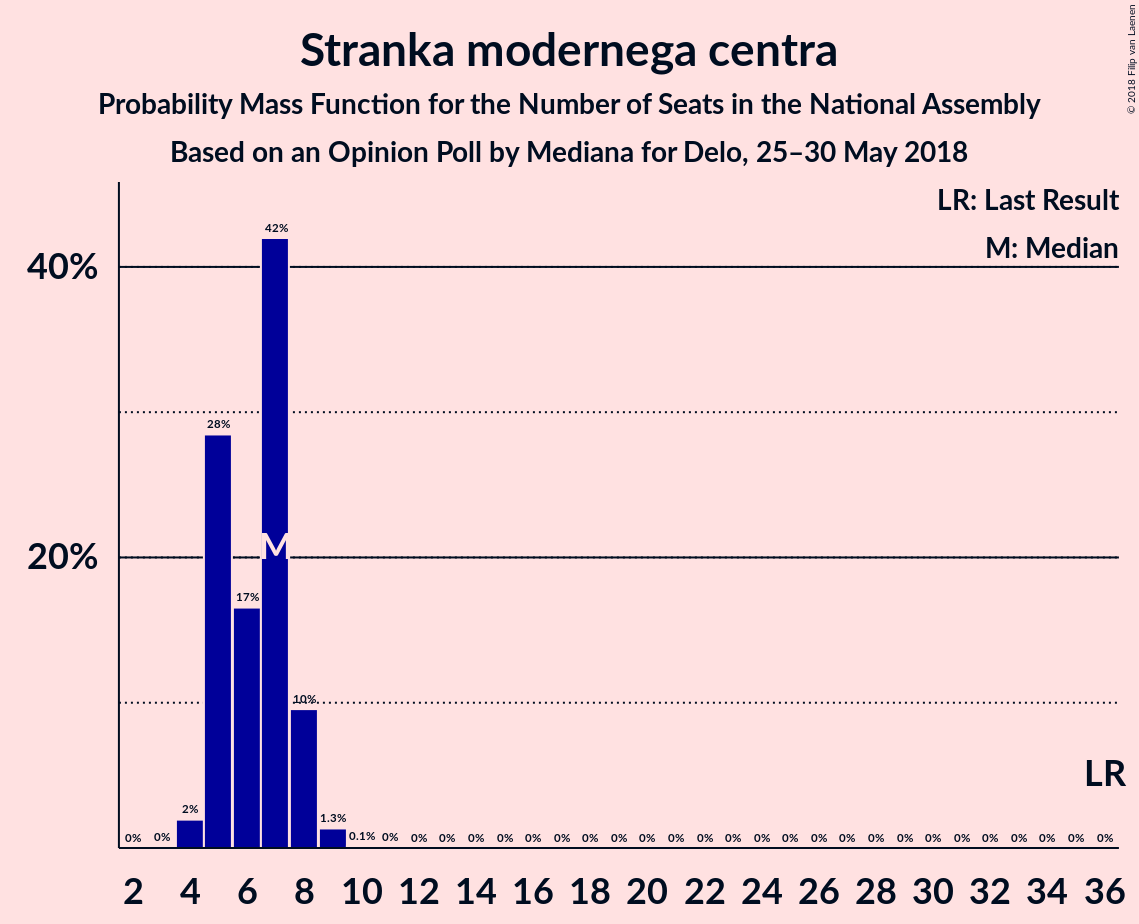 Stranka modernega centra
Probability Mass Function for the Number of Seats in the National Assembly
Based on an Opinion Poll by Mediana for Delo, 25–30 May 2018
© 2018 Filip van Laenen
LR: Last Result
M: Median
40%
20%
0% 0% 2% 28% 17% 42% 10% 1.3% 0.1% 0% 0% 0% 0% 0% 0% 0% 0% 0% 0% 0% 0% 0% 0% 0% 0% 0% 0% 0% 0% 0% 0% 0% 0% 0% 0%
M
LR
2 4 6 8 10 12 14 16 18 20 22 24 26 28 30 32 34 36